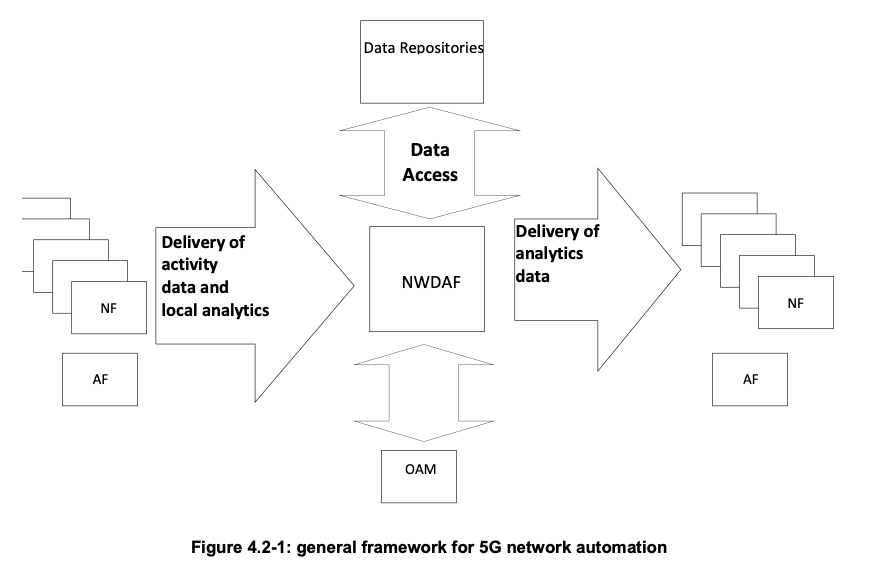 Data Repositories
Data
Access
Delivery of
activity
data and
local analytics
NF
AF
NWDAF
Delivery of
analytics
data
NF
AF
OAM
Figure 4.2-1: general framework for 5G network automation